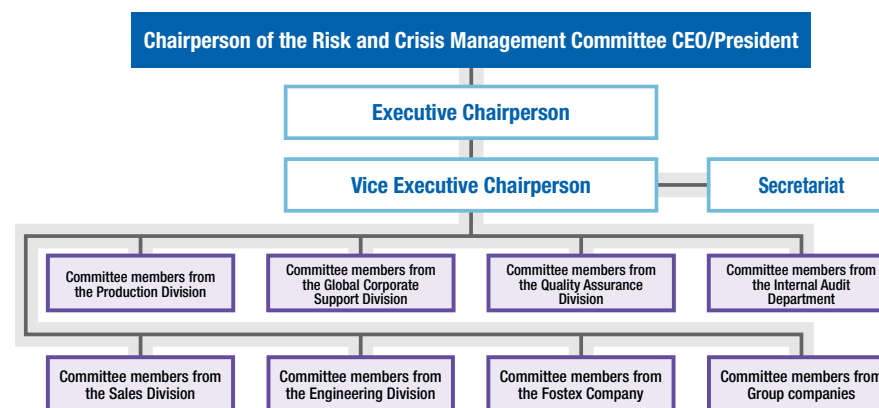 Chairperson of the Risk and Crisis Management Committee CEO/President
Executive Chairperson
Vice Executive Chairperson
Secretariat
Committee members from
the Production Division
Committee members from
the Global Corporate
Support Division
Committee members from
the Quality Assurance
Division
Committee members from
the Internal Audit
Department
Committee members from
the Sales Division
Committee members from
the Engineering Division
Committee members from
the Fostex Company
Committee members from
Group companies